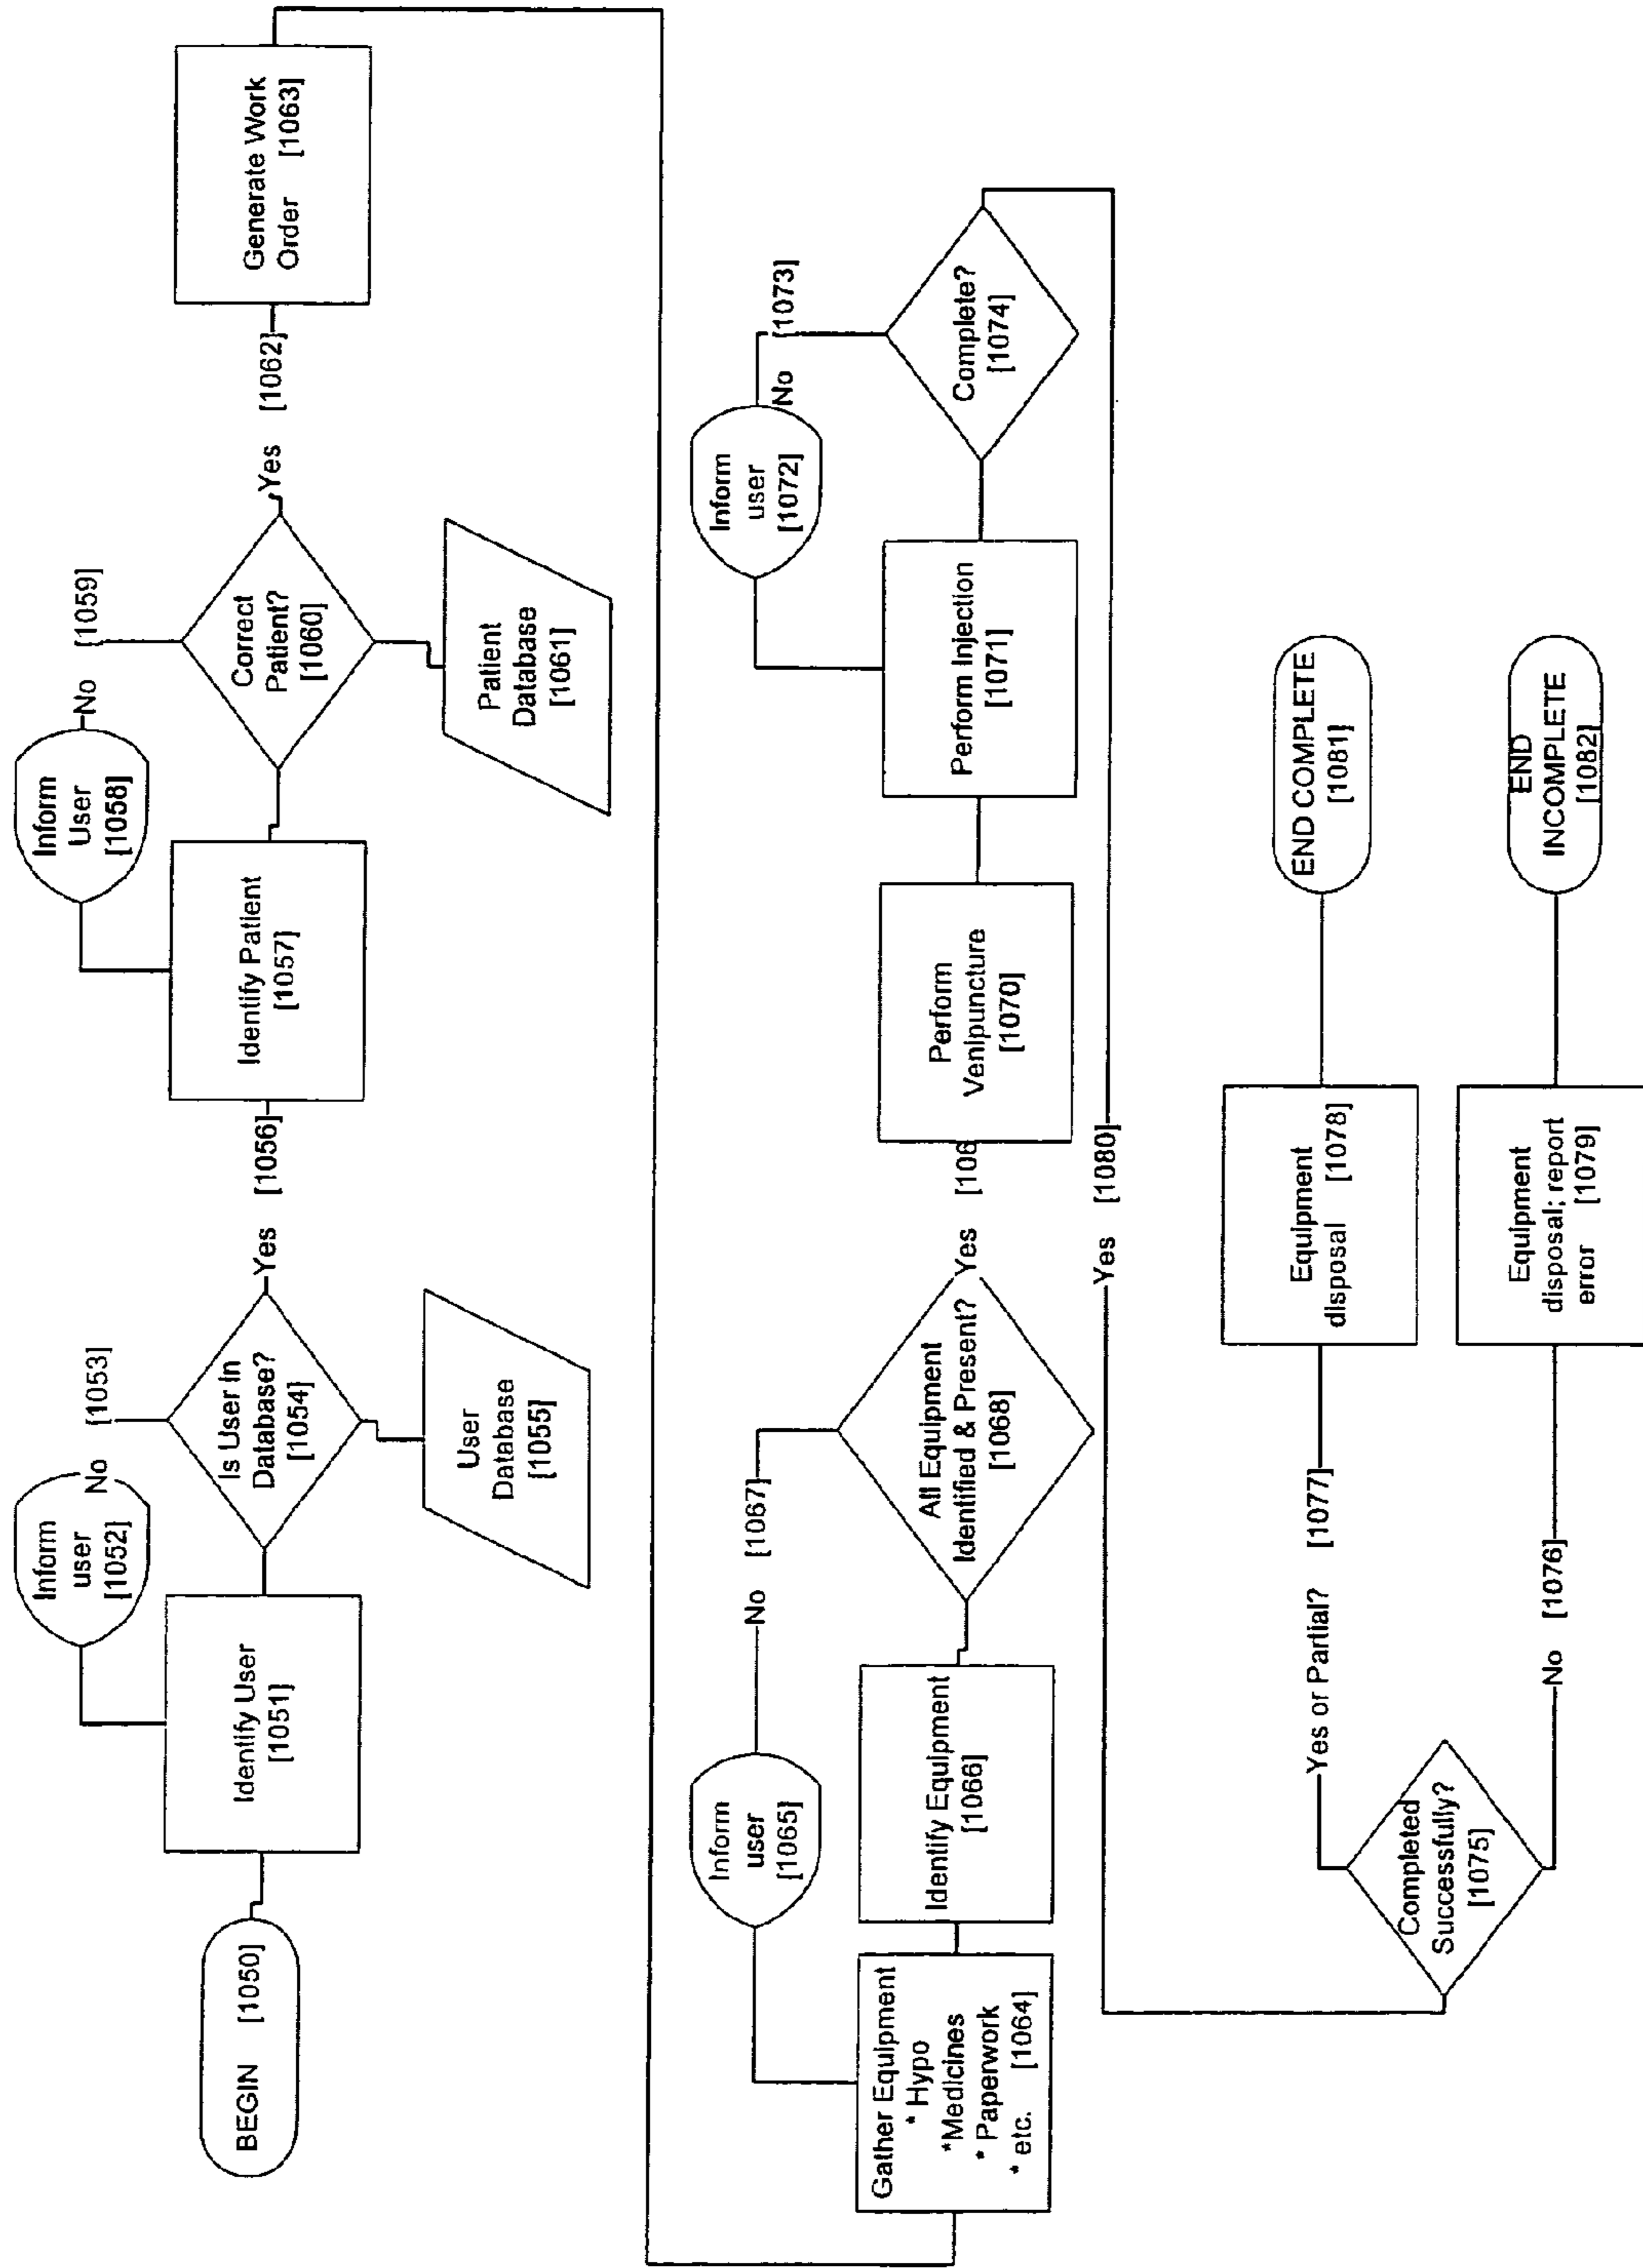 BEGIN [1050]
Identify User
[1051]
Inform
user
[1052]
No [1053]
Is User In
Database?
[1054]
User
Database
[1055]
Yes [1056]
Identify Patient
[1057]
Inform
User
[1058]
No [1059]
Correct
Patient?
[1060]
Patient
Database
[1061]
Yes [1062]
Generate Work
Order [1063]
Gather Equipment
* Hypo
*Medicines
* Paperwork
* etc. [1064]
Inform
user
[1065]
Identify Equipment
[1066]
No [1067]
All Equipment
Identified & Present?
[1068]
Yes [106
Perform
Venipuncture
[1070]
Perform Injection
[1071]
Inform
user
[1072]
No [1073]
Complete?
[1074]
Yes [1080]
Completed
Successfully?
[1075]
Yes or Partial? [1077]
Equipment
disposal [1078]
END COMPLETE
[1081]
No [1076]
Equipment
disposal; report
error [1079]
END
INCOMPLETE
[1082]